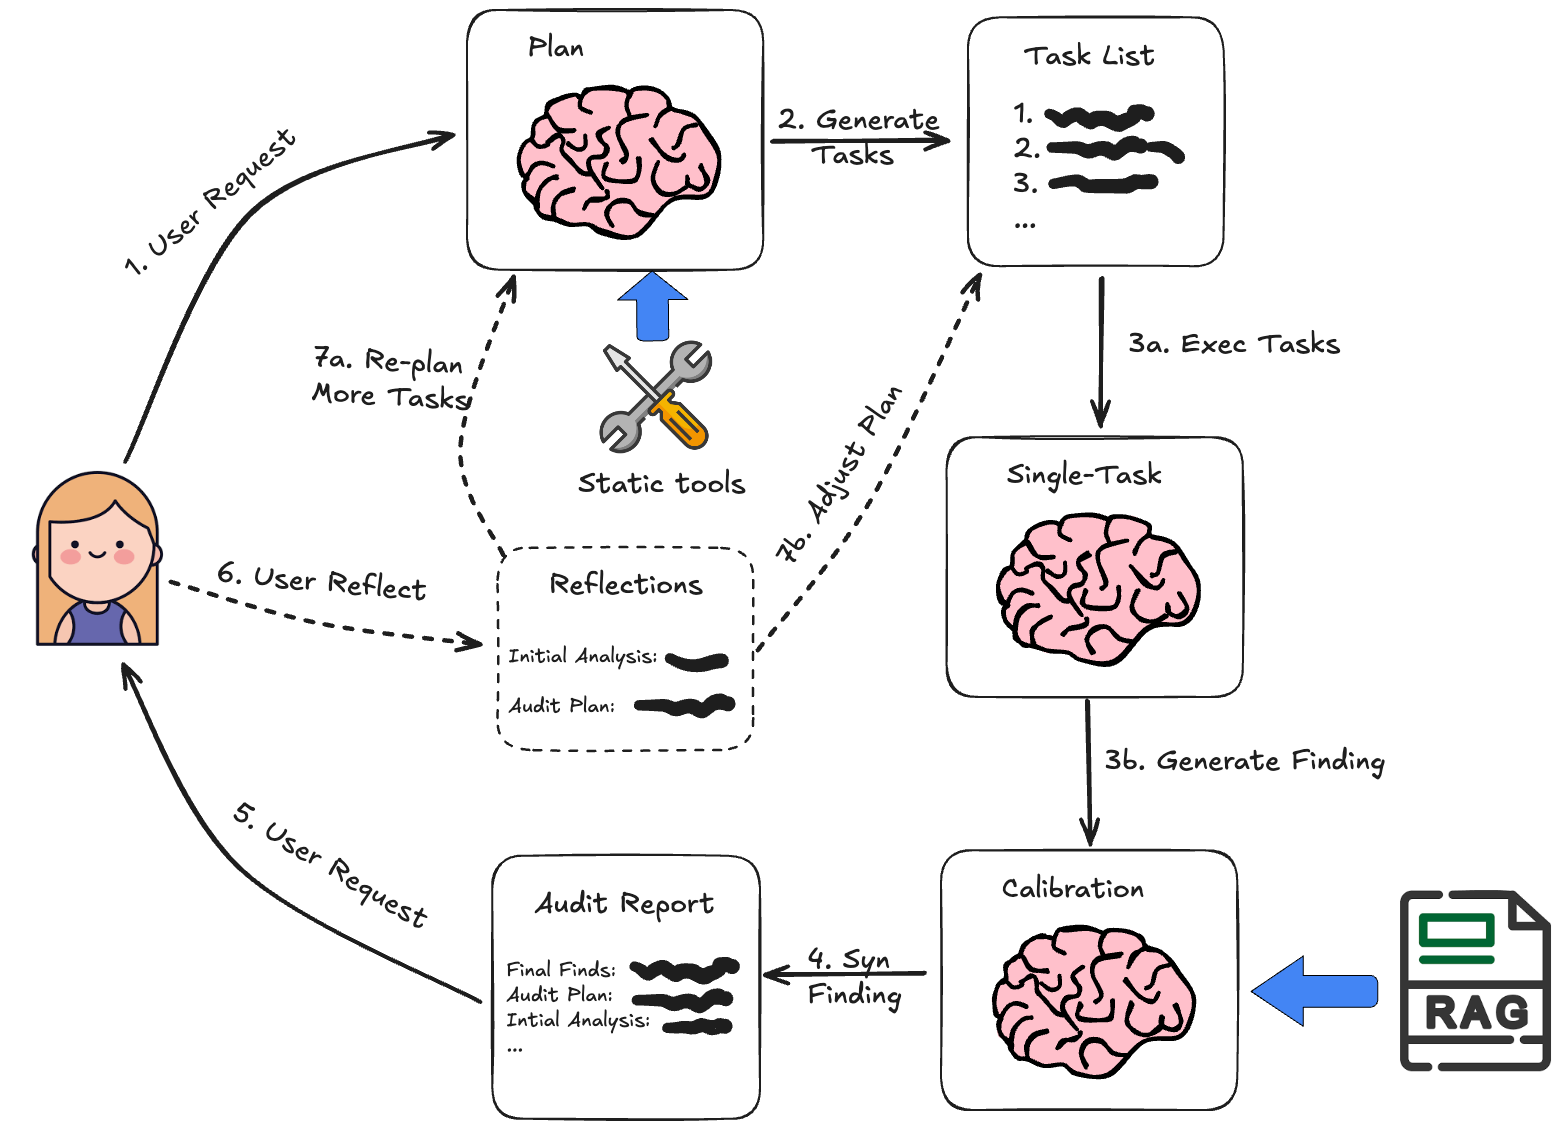 Plan
Task List
1.
2.
3.
...
1. User Request
2. Generate
Tasks
3a. Exec Tasks
7a. Re-plan
More Tasks
Static tools
7b. Adjust Plan
Single-Task
6. User Reflect
Reflections
Initial Analysis:
Audit Plan:
3b. Generate Finding
5. User Request
Audit Report
Final Finds:
Audit Plan:
Intial Analysis:
...
4. Syn
Finding
Calibration
RAG